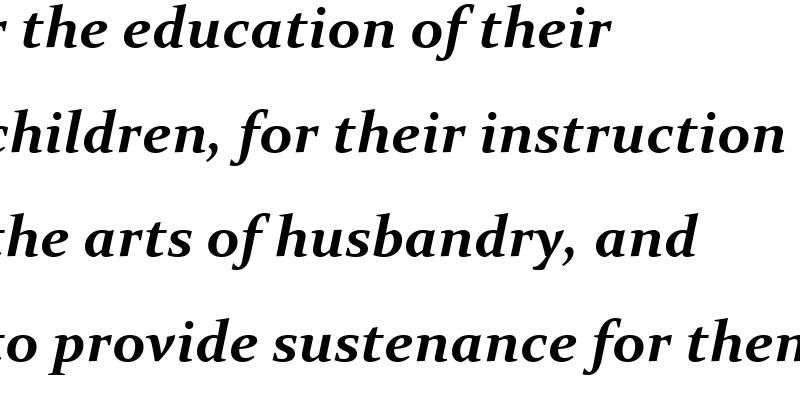 the education of their
children, for their instruction
the arts of husbandry, and
to provide sustenance for them